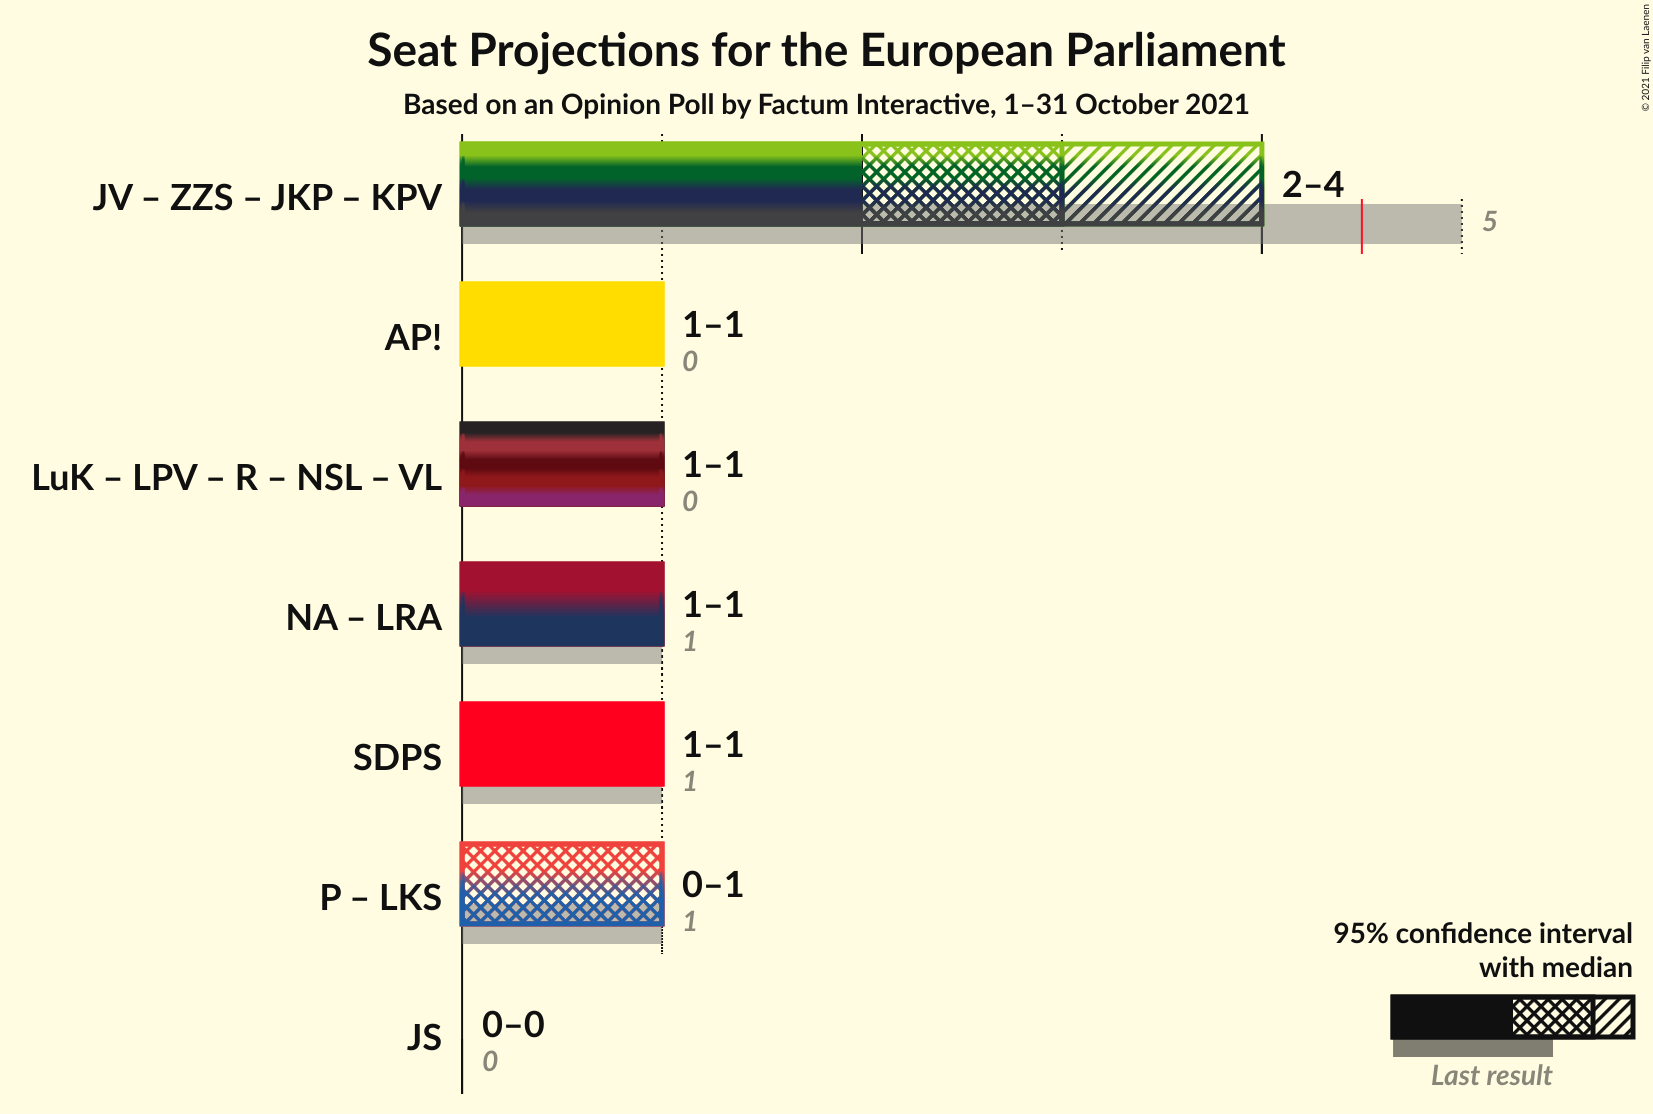 Seat Projections for the European Parliament
Based on an Opinion Poll by Factum Interactive, 1–31 October 2021
© 2021 Filip van Laenen
JV – ZZS – JKP – KPV
2–4
5
AP!
1–1
0
LuK – LPV – R – NSL – VL
1–1
0
NA – LRA
1–1
1
SDPS
1–1
1
P – LKS
0–1
1
JS
0–0
0
95% confidence interval
with median
Last result